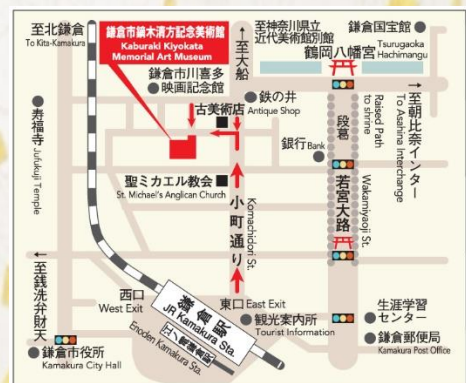 至北鎌倉
To Kita-Kamakura
鎌倉市鏑木清方記念美術館
Kaburaki Kiyokata
Memorial Art Museum
至大船
至神奈川県立
近代美術館別館
鎌倉国宝館
鶴岡八幡宮
Tsurugaoka
Hachimangu
鎌倉市川喜多
映画記念館
鉄の井
古美術店
Antique Shop
寿福寺
Jufukuji Temple
銀行 Bank
段葛
Raised Path
to shrine
至朝比奈インター
To Asahina Interchange
聖ミカエル教会
St. Michael's Anglican Church
小町通り
Komachidori St.
若宮大路
Wakamiyaoji St.
至銭洗弁財天
西口
West Exit
鎌倉駅
JR Kamakura Sta.
江ノ電鎌倉駅
Enoden Kamakura Sta.
東口 East Exit
観光案内所
Tourist Information
生涯学習
センター
鎌倉郵便局
Kamakura Post Office
鎌倉市役所
Kamakura City Hall